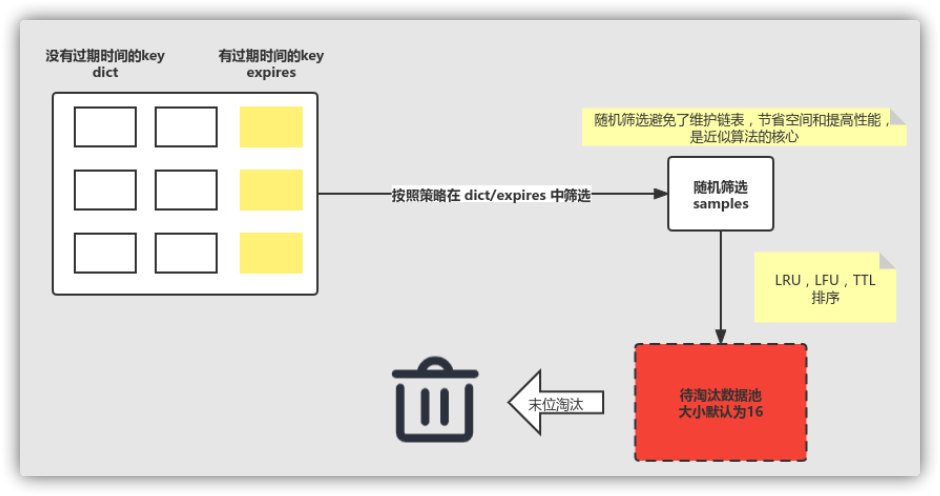 没有过期时间的key
dict
有过期时间的key
expires
随机筛选避免了维护链表，节省空间和提高性能，
是近似算法的核心
按照策略在 dict/expires 中筛选
随机筛选
samples
LRU，LFU，TTL
排序
待淘汰数据池
大小默认为16
末位淘汰